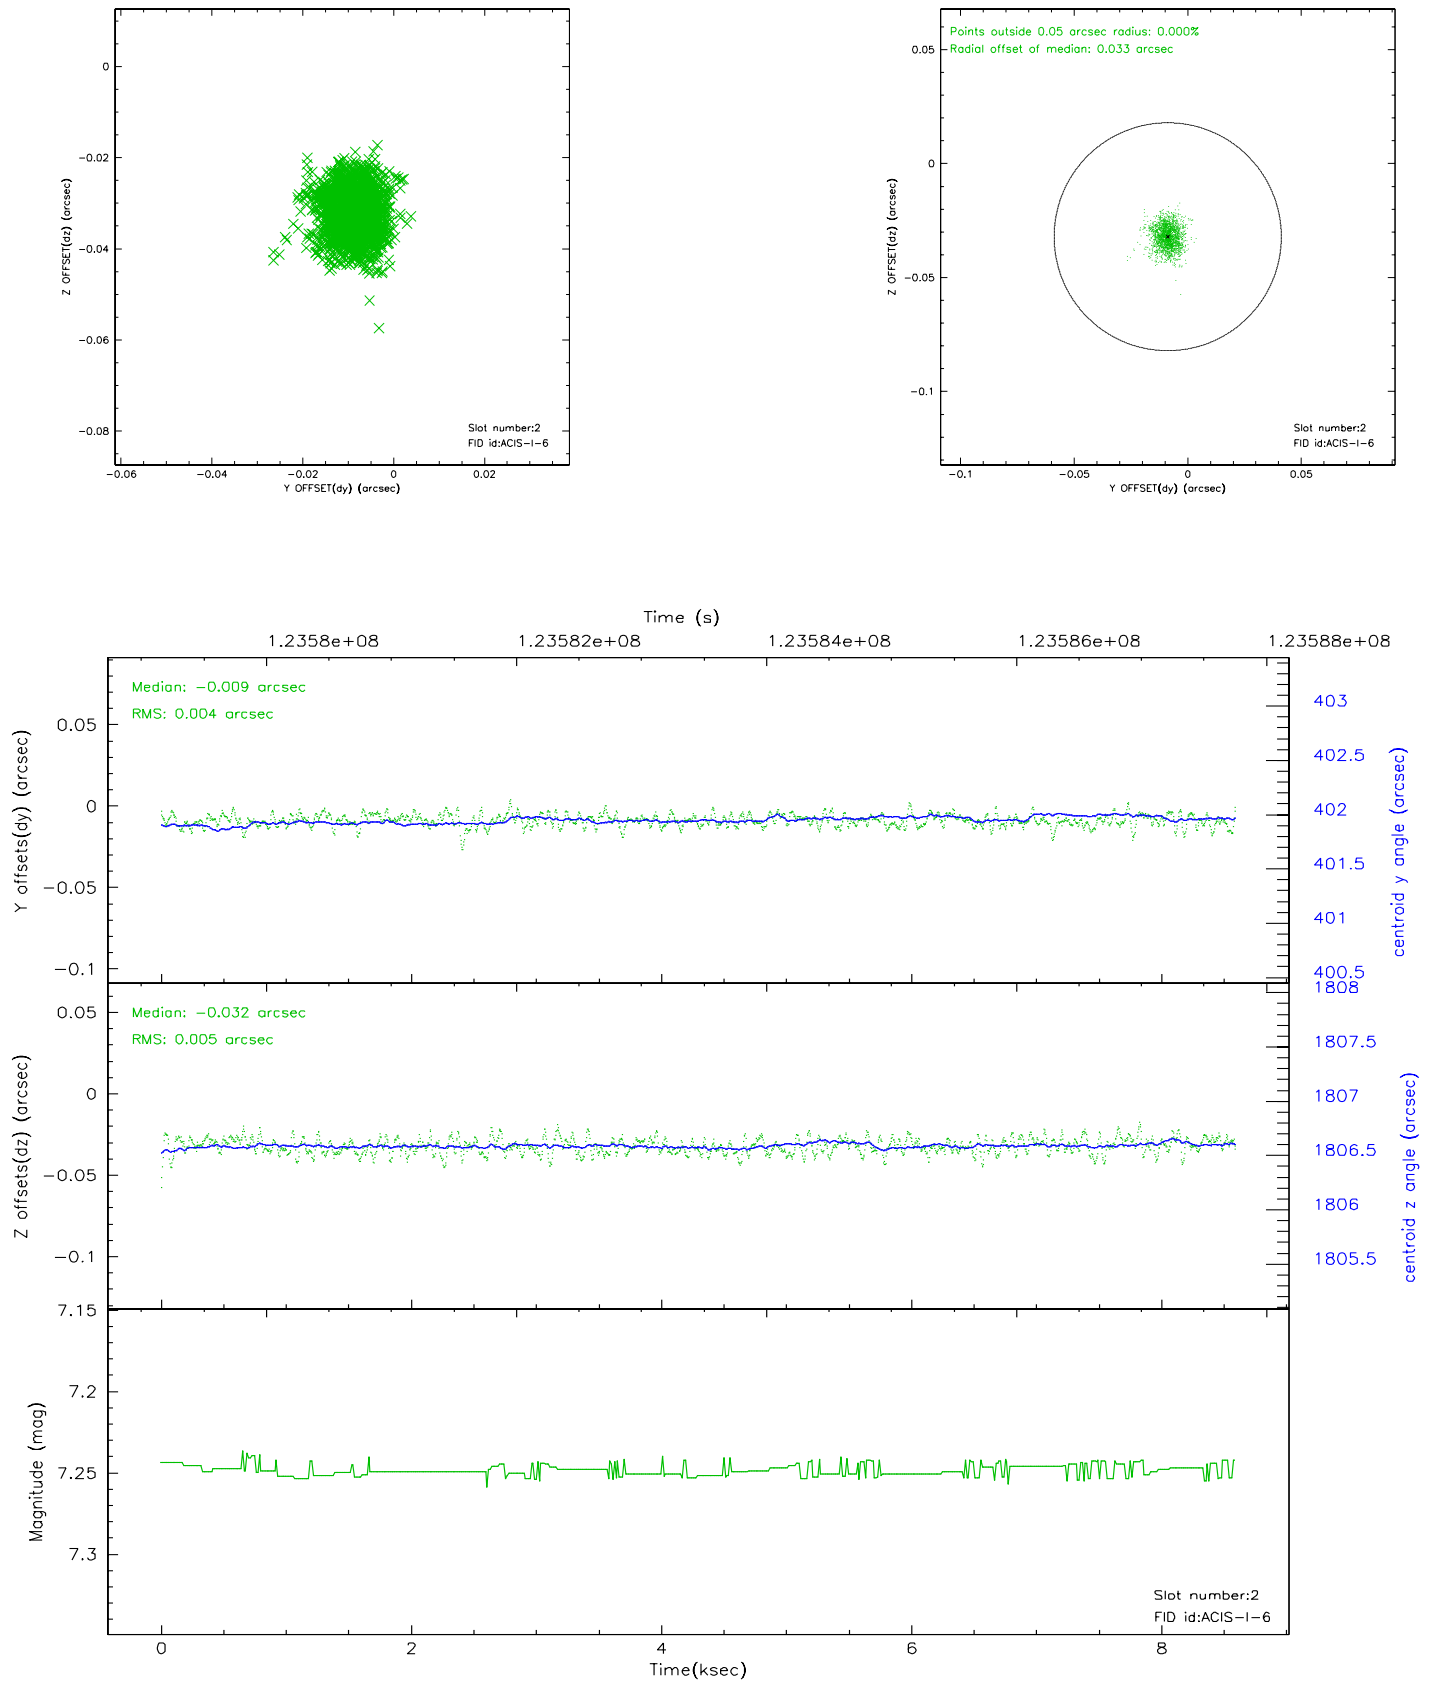 0
-0.02
-0.04
-0.06
-0.08
Z OFFSET(dz) (arcsec)
Slot number:2
FID id:ACIS-I-6
-0.06 -0.04 -0.02 0 0.02
Y OFFSET(dy) (arcsec)
Points outside 0.05 arcsec radius: 0.000%
Radial offset of median: 0.033 arcsec
0.05
0
-0.05
-0.1
Z OFFSET(dz) (arcsec)
Slot number:2
FID id:ACIS-I-6
-0.1 -0.05 0 0.05
Y OFFSET(dy) (arcsec)
Time (s)
1.2358e+08 1.23582e+08 1.23584e+08 1.23586e+08 1.23588e+08
Median: -0.009 arcsec
RMS: 0.004 arcsec
0.05
0
-0.05
-0.1
Y offsets(dy) (arcsec)
403
402.5
402
401.5
401
400.5
centroid y angle (arcsec)
Median: -0.032 arcsec
RMS: 0.005 arcsec
0.05
0
-0.05
-0.1
Z offsets(dz) (arcsec)
1808
1807.5
1807
1806.5
1806
1805.5
centroid z angle (arcsec)
7.15
7.2
7.25
7.3
Magnitude (mag)
Slot number:2
FID id:ACIS-I-6
0 2 4 6 8
Time(ksec)